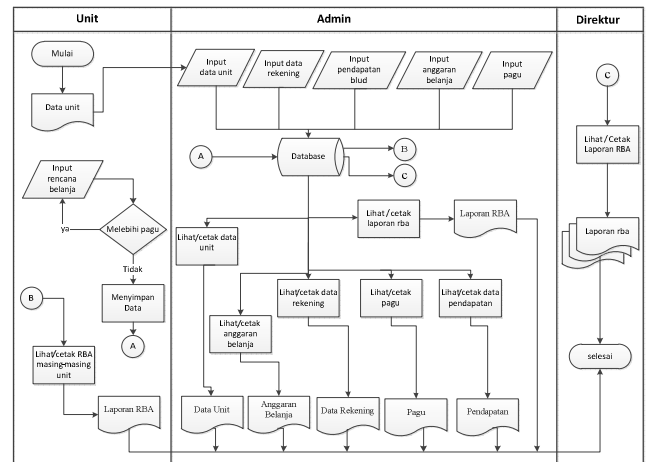 Unit
Admin
Direktur
Mulai
Data unit
Input
data unit
Input data
rekening
Input
pendapatan
blud
Input
anggaran
belanja
Input
pagu
C
Lihat/Cetak
Laporan RBA
A
Database
B
C
Input
rencana
belanja
ya
Melebihi pagu
Tidak
Menyimpan
Data
A
B
Lihat/cetak RBA
masing-masing
unit
Laporan RBA
Lihat/cetak
laporan rba
Laporan RBA
Lihat/cetak data
unit
Lihat/cetak
anggaran
belanja
Lihat/cetak data
rekening
Lihat/cetak
pagu
Lihat/cetak data
pendapatan
Data Unit
Anggaran
Belanja
Data Rekening
Pagu
Pendapatan
Laporan rba
selesai